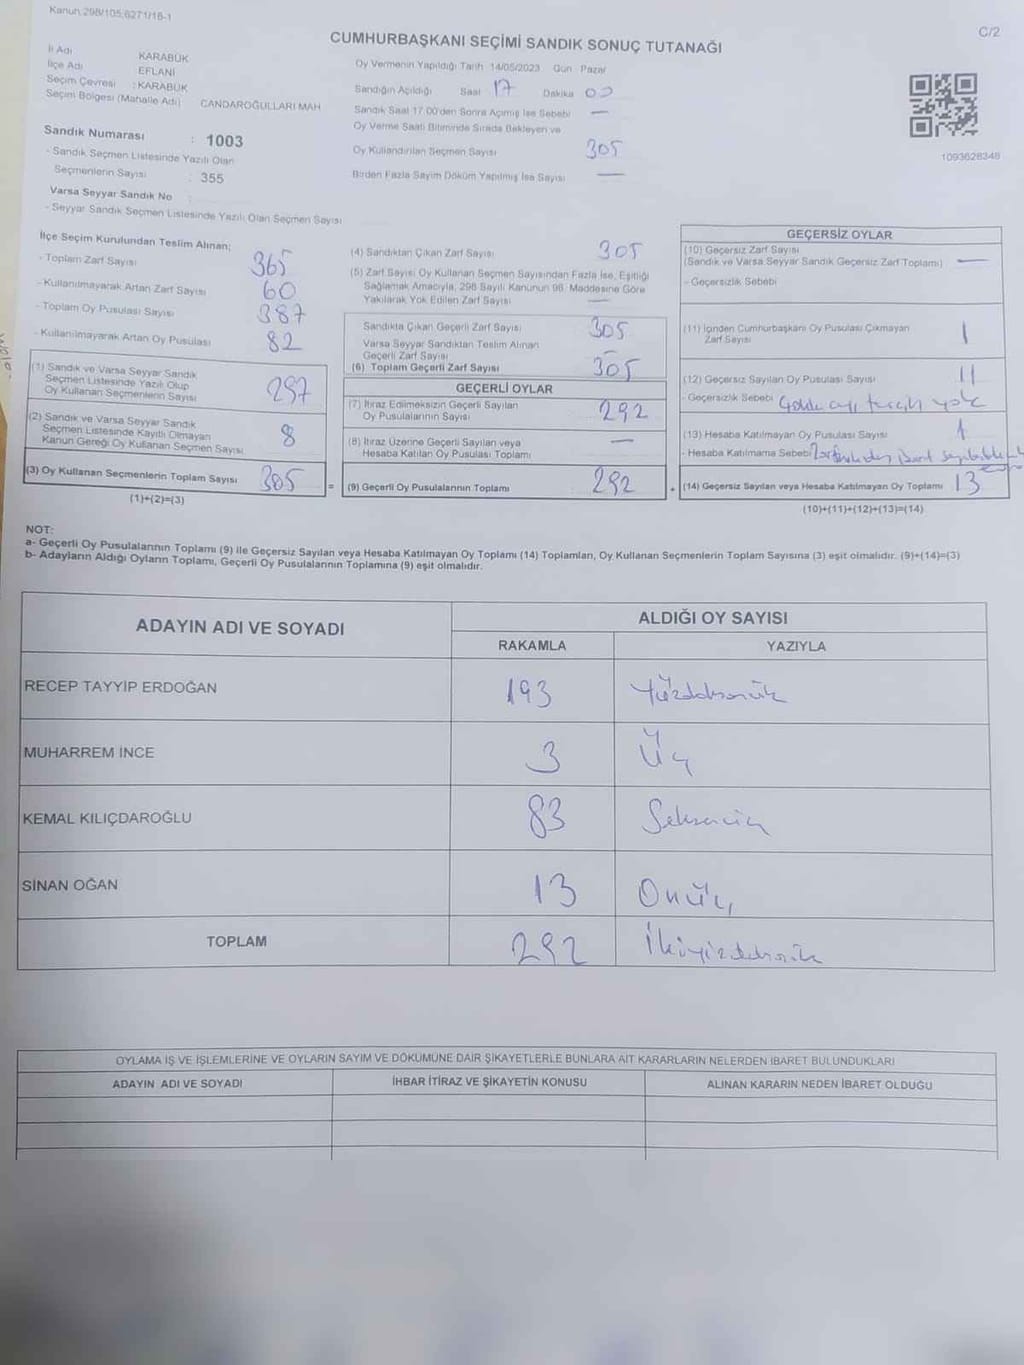 Kanun 298/105,6271/18-1
C/2
CUMHURBAŞKANI SEÇİMİ SANDIK SONUÇ TUTANAĞI
İl Adı KARABÜK
İlçe Adı EFLANİ
Seçim Çevresi : KARABÜK
Seçim Bölgesi (Mahalle Adı) CANDAROĞULLARI MAH
Sandık Numarası : 1003
- Sandık Seçmen Listesinde Yazılı Olan
Seçmenlerin Sayısı : 355
Varsa Seyyar Sandık No
- Seyyar Sandık Seçmen Listesinde Yazılı Olan Seçmen Sayısı
Oy Vermenin Yapıldığı Tarih 14/05/2023 Gün Pazar
Sandığın Açıldığı Saat 17 Dakika 00
Sandık Saat 17.00'den Sonra Açılmış İse Sebebi —
Oy Verme Saati Bitiminde Sırada Bekleyen ve
Oy Kullandırılan Seçmen Sayısı 305
Birden Fazla Sayım Döküm Yapılmış İse Sayısı —
1093628348
İlçe Seçim Kurulundan Teslim Alınan;
- Toplam Zarf Sayısı 365
- Kullanılmayarak Artan Zarf Sayısı 60
- Toplam Oy Pusulası Sayısı 387
- Kullanılmayarak Artan Oy Pusulası 82
(1) Sandık ve Varsa Seyyar Sandık
Seçmen Listesinde Yazılı Olup
Oy Kullanan Seçmenlerin Sayısı 297
(2) Sandık ve Varsa Seyyar Sandık
Seçmen Listesinde Kayıtlı Olmayan
Kanun Gereği Oy Kullanan Seçmen Sayısı 8
(3) Oy Kullanan Seçmenlerin Toplam Sayısı 305
(1)+(2)=(3)
=
(4) Sandıktan Çıkan Zarf Sayısı 305
(5) Zarf Sayısı Oy Kullanan Seçmen Sayısından Fazla İse, Eşitliği
Sağlamak Amacıyla, 298 Sayılı Kanunun 98. Maddesine Göre
Yakılarak Yok Edilen Zarf Sayısı —
Sandıkta Çıkan Geçerli Zarf Sayısı 305
Varsa Seyyar Sandıktan Teslim Alınan
Geçerli Zarf Sayısı —
(6) Toplam Geçerli Zarf Sayısı 305
GEÇERLİ OYLAR
(7) İtiraz Edilmeksizin Geçerli Sayılan
Oy Pusulalarının Sayısı 292
(8) İtiraz Üzerine Geçerli Sayılan veya
Hesaba Katılan Oy Pusulası Toplamı —
(9) Geçerli Oy Pusulalarının Toplamı : 292
+
GEÇERSİZ OYLAR
(10) Geçersiz Zarf Sayısı
(Sandık ve Varsa Seyyar Sandık Geçersiz Zarf Toplamı) —
- Geçersizlik Sebebi
(11) İçinden Cumhurbaşkanı Oy Pusulası Çıkmayan
Zarf Sayısı 1
(12) Geçersiz Sayılan Oy Pusulası Sayısı 11
- Geçersizlik Sebebi tercih yok
(13) Hesaba Katılmayan Oy Pusulası Sayısı 1
- Hesaba Katılmama Sebebi
(14) Geçersiz Sayılan veya Hesaba Katılmayan Oy Toplamı 13
(10)+(11)+(12)+(13)=(14)
NOT:
a- Geçerli Oy Pusulalarının Toplamı (9) ile Geçersiz Sayılan veya Hesaba Katılmayan Oy Toplamı (14) Toplamları, Oy Kullanan Seçmenlerin Toplam Sayısına (3) eşit olmalıdır. (9)+(14)=(3)
b- Adayların Aldığı Oyların Toplamı, Geçerli Oy Pusulalarının Toplamına (9) eşit olmalıdır.
ADAYIN ADI VE SOYADI ALDIĞI OY SAYISI
RAKAMLA YAZIYLA
RECEP TAYYİP ERDOĞAN 193 Yüzdoksanüç
MUHARREM İNCE 3 Üç
KEMAL KILIÇDAROĞLU 83 Seksenüç
SİNAN OĞAN 13 Onüç
TOPLAM 292 İkiyüzdoksaniki
OYLAMA İŞ VE İŞLEMLERİNE VE OYLARIN SAYIM VE DÖKÜMÜNE DAİR ŞİKAYETLERLE BUNLARA AİT KARARLARIN NELERDEN İBARET BULUNDUKLARI
ADAYIN ADI VE SOYADI İHBAR İTİRAZ VE ŞİKAYETİN KONUSU ALINAN KARARIN NEDEN İBARET OLDUĞU